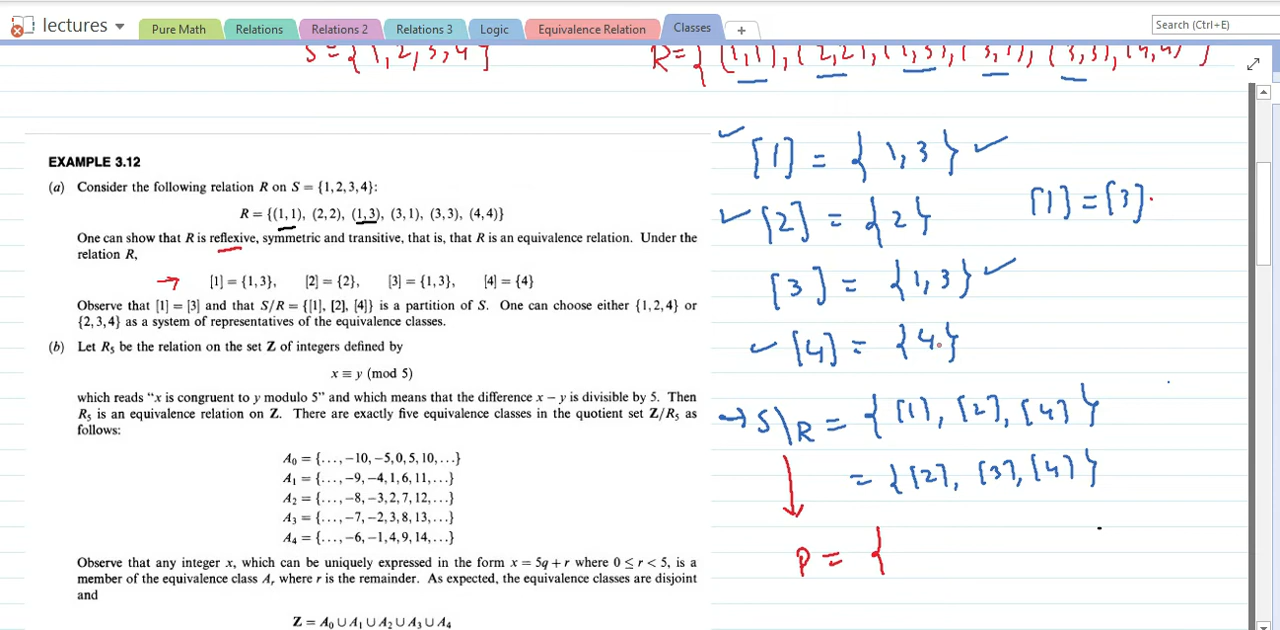 lectures
Pure Math
Relations
Relations 2
Relations 3
Logic
Equivalence Relation
Classes
Search (Ctrl+E)
S = {1, 2, 3, 4}
R = { (1,1), (2,2), (1,3), (3,1), (3,3), (4,4) }
EXAMPLE 3.12
(a) Consider the following relation R on S = {1, 2, 3, 4}:
R = {(1, 1), (2, 2), (1, 3), (3, 1), (3, 3), (4, 4)}
One can show that R is reflexive, symmetric and transitive, that is, that R is an equivalence relation. Under the
relation R,
[1] = {1, 3}, [2] = {2}, [3] = {1, 3}, [4] = {4}
Observe that [1] = [3] and that S/R = {[1], [2], [4]} is a partition of S. One can choose either {1, 2, 4} or
{2, 3, 4} as a system of representatives of the equivalence classes.
(b) Let R₅ be the relation on the set Z of integers defined by
x ≡ y (mod 5)
which reads “x is congruent to y modulo 5” and which means that the difference x − y is divisible by 5. Then
R₅ is an equivalence relation on Z. There are exactly five equivalence classes in the quotient set Z/R₅ as
follows:
A₀ = {..., −10, −5, 0, 5, 10, ...}
A₁ = {..., −9, −4, 1, 6, 11, ...}
A₂ = {..., −8, −3, 2, 7, 12, ...}
A₃ = {..., −7, −2, 3, 8, 13, ...}
A₄ = {..., −6, −1, 4, 9, 14, ...}
Observe that any integer x, which can be uniquely expressed in the form x = 5q + r where 0 ≤ r < 5, is a
member of the equivalence class Aᵣ where r is the remainder. As expected, the equivalence classes are disjoint
and
Z = A₀ ∪ A₁ ∪ A₂ ∪ A₃ ∪ A₄
✓ [1] = { 1, 3 } ✓
✓ [2] = { 2 }
[1] = [3].
[3] = { 1, 3 } ✓
✓ [4] = { 4 }
→ S\R = { [1], [2], [4] }
= { [2], [3], [4] }
P = {